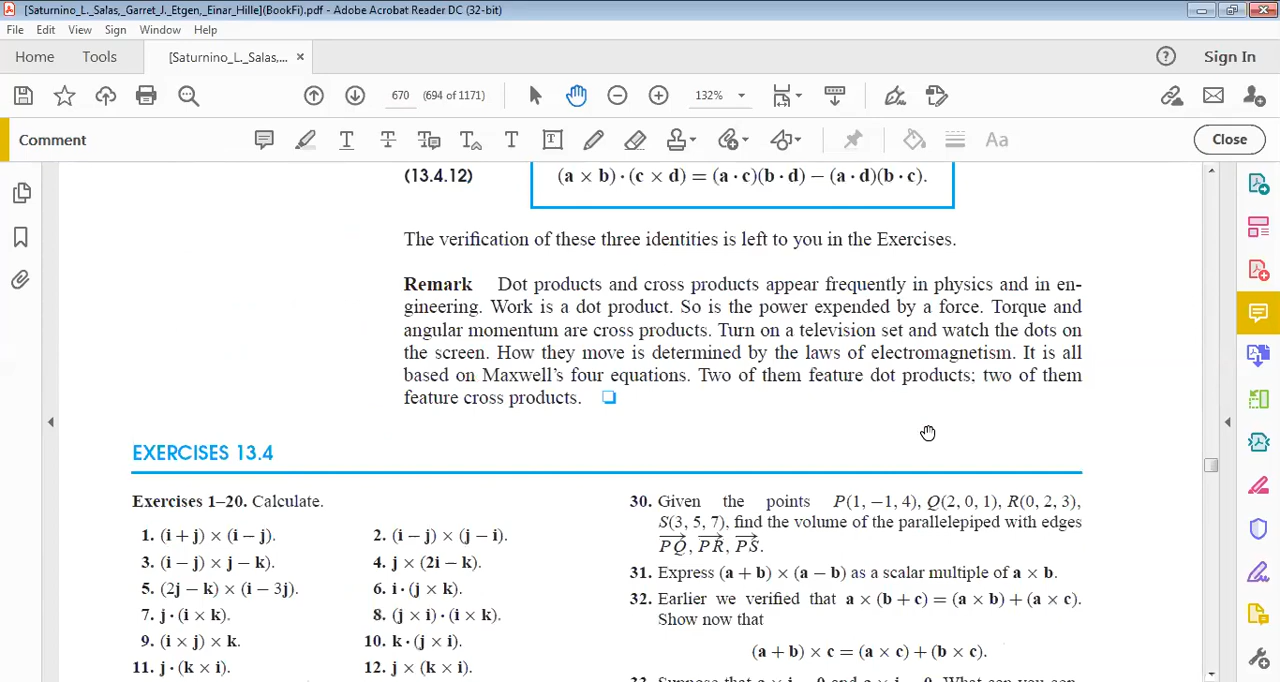 [Saturnino_L._Salas,_Garret_J._Etgen,_Einar_Hille](BookFi).pdf - Adobe Acrobat Reader DC (32-bit)
File Edit View Sign Window Help
Home Tools [Saturnino_L._Salas,... × Sign In
670 (694 of 1171) 132%
Comment Aa Close
(13.4.12) (a × b) · (c × d) = (a · c)(b · d) − (a · d)(b · c).
The verification of these three identities is left to you in the Exercises.
Remark Dot products and cross products appear frequently in physics and in en-
gineering. Work is a dot product. So is the power expended by a force. Torque and
angular momentum are cross products. Turn on a television set and watch the dots on
the screen. How they move is determined by the laws of electromagnetism. It is all
based on Maxwell's four equations. Two of them feature dot products; two of them
feature cross products. ❏
EXERCISES 13.4
Exercises 1–20. Calculate.
1. (i + j) × (i − j).
2. (i − j) × (j − i).
3. (i − j) × j − k).
4. j × (2i − k).
5. (2j − k) × (i − 3j).
6. i · (j × k).
7. j · (i × k).
8. (j × i) · (i × k).
9. (i × j) × k.
10. k · (j × i).
11. j · (k × i).
12. j × (k × i).
30. Given the points P(1, −1, 4), Q(2, 0, 1), R(0, 2, 3),
S(3, 5, 7), find the volume of the parallelepiped with edges
PQ, PR, PS.
31. Express (a + b) × (a − b) as a scalar multiple of a × b.
32. Earlier we verified that a × (b + c) = (a × b) + (a × c).
Show now that
(a + b) × c = (a × c) + (b × c).